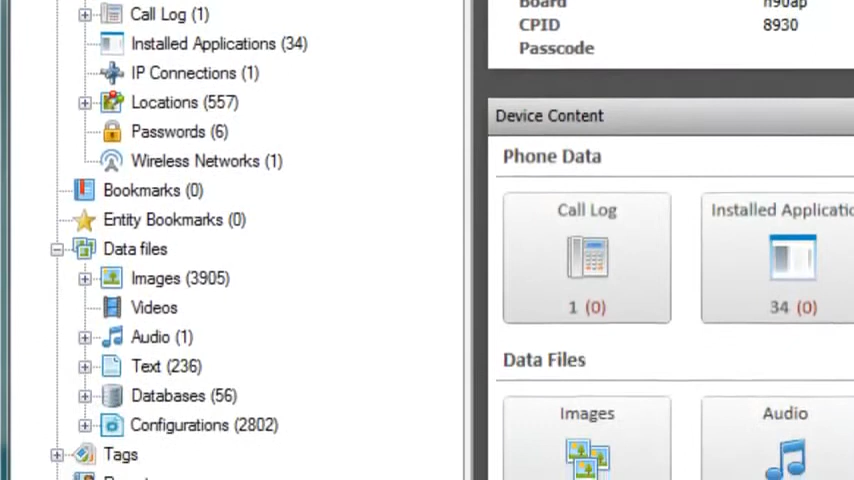 Call Log (1)
Installed Applications (34)
IP Connections (1)
Locations (557)
Passwords (6)
Wireless Networks (1)
Bookmarks (0)
Entity Bookmarks (0)
Data files
Images (3905)
Videos
Audio (1)
Text (236)
Databases (56)
Configurations (2802)
Tags
Board n90ap
CPID 8930
Passcode
Device Content
Phone Data
Call Log
1 (0)
Installed Applicatio
34 (0)
Data Files
Images
Audio